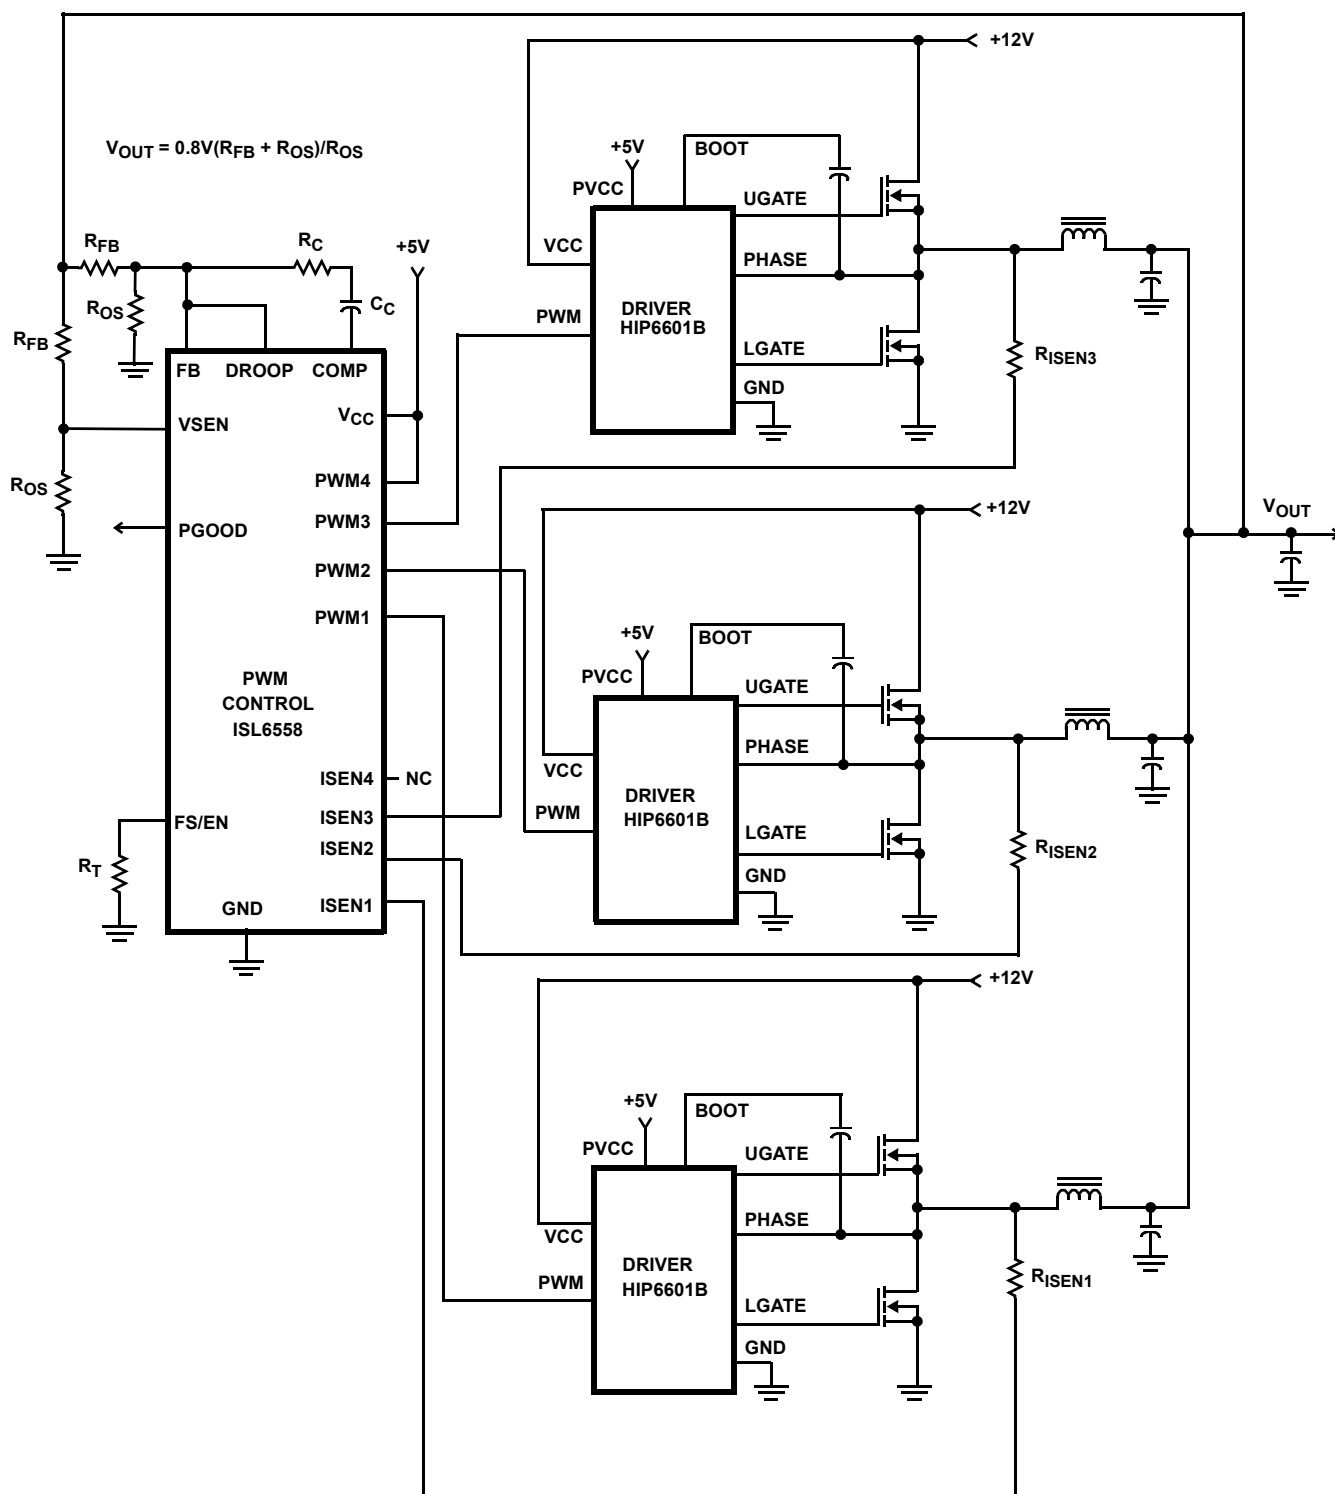 +12V
VOUT = 0.8V(RFB + ROS)/ROS
+5V
BOOT
PVCC
UGATE
VCC
PHASE
PWM
DRIVER
HIP6601B
LGATE
GND
RISEN3
RFB
RC
+5V
ROS
CC
RFB
FB DROOP COMP
VSEN
VCC
ROS
PWM4
PGOOD
PWM3
PWM2
PWM1
PWM
CONTROL
ISL6558
ISEN4
NC
FS/EN
ISEN3
ISEN2
RT
GND
ISEN1
+12V
VOUT
+5V
BOOT
PVCC
UGATE
PHASE
VCC
DRIVER
HIP6601B
PWM
LGATE
RISEN2
GND
+12V
+5V
BOOT
PVCC
UGATE
PHASE
VCC
DRIVER
HIP6601B
PWM
LGATE
RISEN1
GND